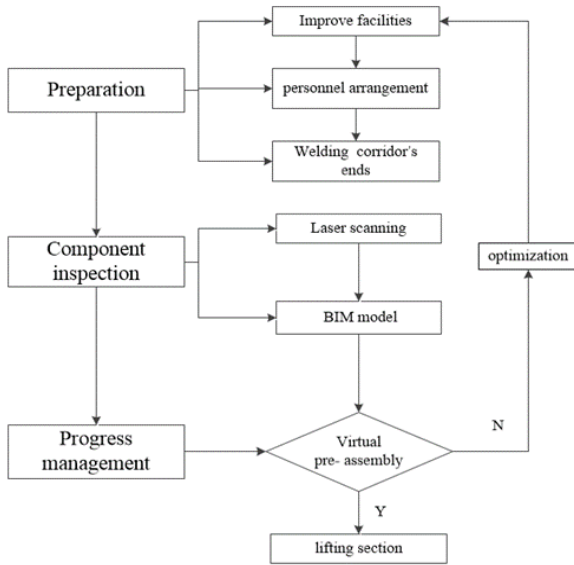 Improve facilities
Preparation
personnel arrangement
Welding corridor's
ends
Laser scanning
Component
inspection
optimization
BIM model
N
Progress
management
Virtual
pre- assembly
Y
lifting section